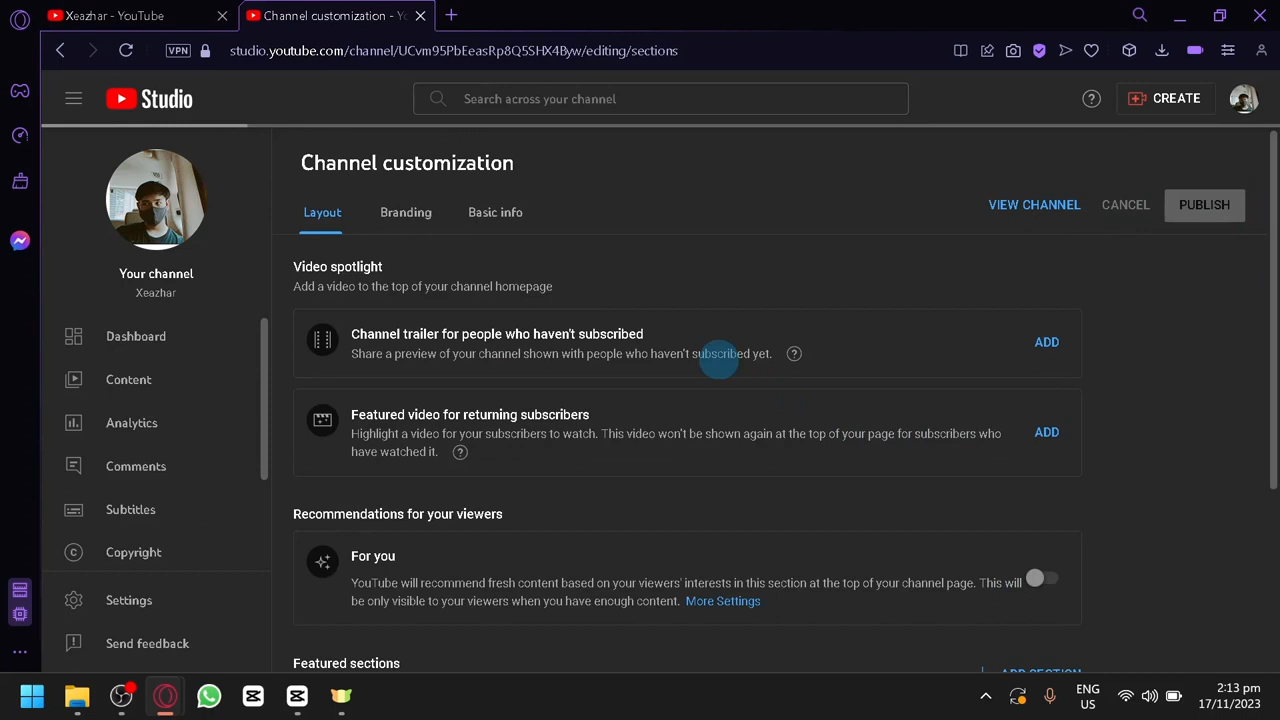 Xeazhar - YouTube
Channel customization - Yo
VPN
studio.youtube.com/channel/UCvm95PbEeasRp8Q5SHX4Byw/editing/sections
Studio
Search across your channel
CREATE
Channel customization
Layout
Branding
Basic info
VIEW CHANNEL
CANCEL
PUBLISH
Your channel
Xeazhar
Dashboard
Content
Analytics
Comments
Subtitles
Copyright
Settings
Send feedback
Video spotlight
Add a video to the top of your channel homepage
Channel trailer for people who haven't subscribed
Share a preview of your channel shown with people who haven't subscribed yet.
ADD
Featured video for returning subscribers
Highlight a video for your subscribers to watch. This video won't be shown again at the top of your page for subscribers who
have watched it.
ADD
Recommendations for your viewers
For you
YouTube will recommend fresh content based on your viewers' interests in this section at the top of your channel page. This will
be only visible to your viewers when you have enough content. More Settings
Featured sections
ADD SECTION
ENG
US
2:13 pm
17/11/2023